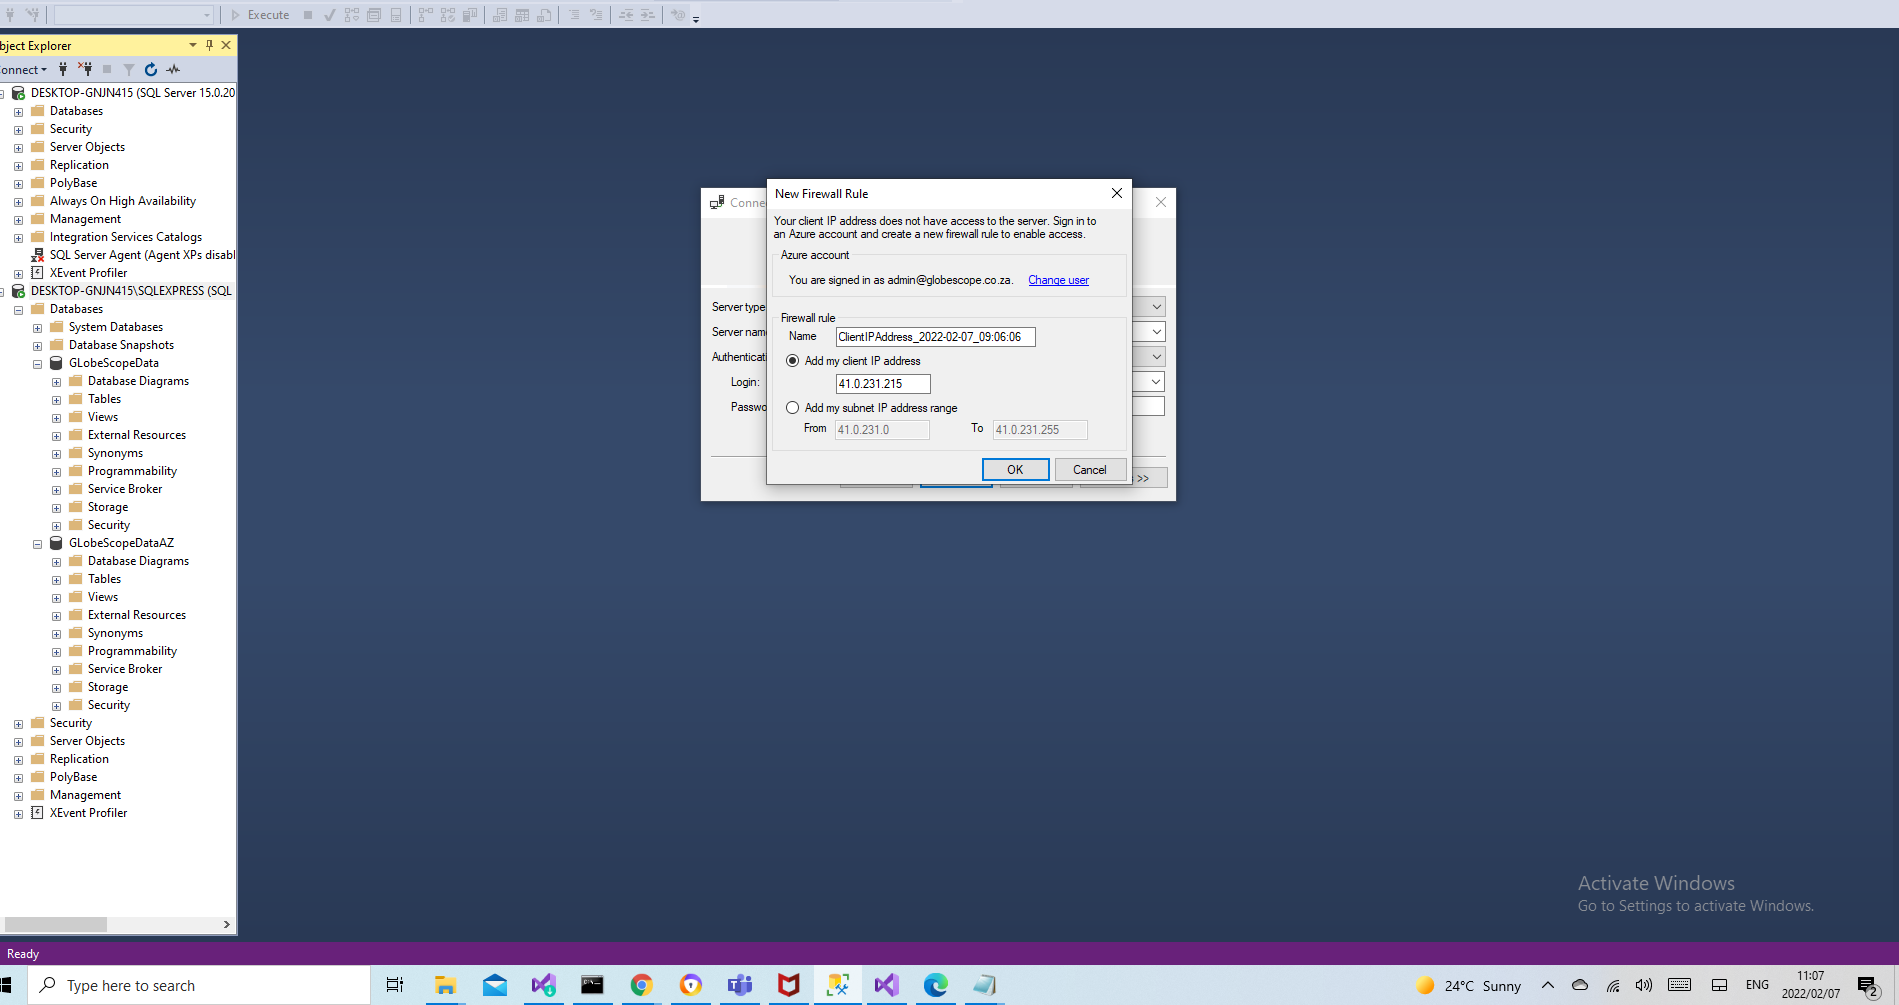 Execute
bject Explorer
onnect
DESKTOP-GNJN415 (SQL Server 15.0.20
Databases
Security
Server Objects
Replication
PolyBase
Always On High Availability
Management
Integration Services Catalogs
SQL Server Agent (Agent XPs disabl
XEvent Profiler
DESKTOP-GNJN415\SQLEXPRESS (SQL
Databases
System Databases
Database Snapshots
GLobeScopeData
Database Diagrams
Tables
Views
External Resources
Synonyms
Programmability
Service Broker
Storage
Security
GLobeScopeDataAZ
Database Diagrams
Tables
Views
External Resources
Synonyms
Programmability
Service Broker
Storage
Security
Security
Server Objects
Replication
PolyBase
Management
XEvent Profiler
Conne
Server type
Server nam
Authenticati
Login:
Passwo
>>
New Firewall Rule
Your client IP address does not have access to the server. Sign in to
an Azure account and create a new firewall rule to enable access.
Azure account
You are signed in as admin@globescope.co.za. Change user
Firewall rule
Name ClientIPAddress_2022-02-07_09:06:06
Add my client IP address
41.0.231.215
Add my subnet IP address range
From 41.0.231.0 To 41.0.231.255
OK Cancel
Activate Windows
Go to Settings to activate Windows.
Ready
Type here to search
24°C Sunny
ENG
11:07
2022/02/07
2